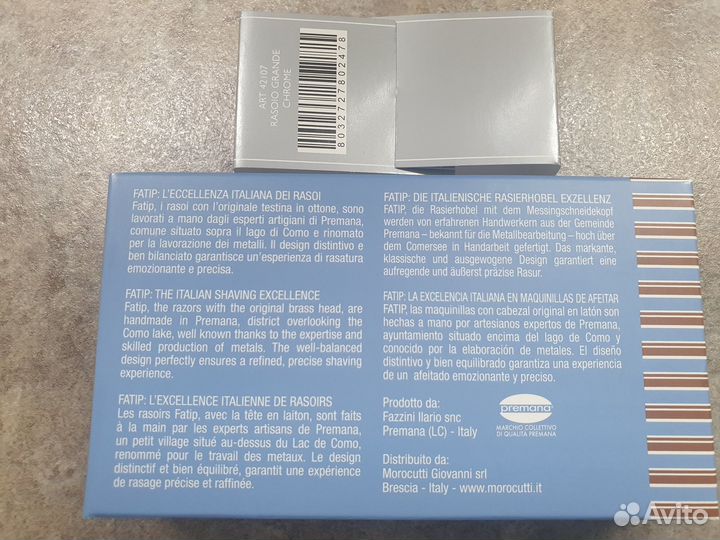 ART 42107
RASOIO GRANDE
CHROME
8032727802478
FATIP: L'ECCELLENZA ITALIANA DEI RASOI
Fatip, i rasoi con l'originale testina in ottone, sono
lavorati a mano dagli esperti artigiani di Premana,
comune situato sopra il lago di Como e rinomato
per la lavorazione dei metalli. Il design distintivo e
ben bilanciato garantisce un'esperienza di rasatura
emozionante e precisa.
FATIP: THE ITALIAN SHAVING EXCELLENCE
Fatip, the razors with the original brass head, are
handmade in Premana, district overlooking the
Como lake, well known thanks to the expertise and
skilled production of metals. The well-balanced
design perfectly ensures a refined, precise shaving
experience.
FATIP: L'EXCELLENCE ITALIENNE DE RASOIRS
Les rasoirs Fatip, avec la tête en laiton, sont faits
à la main par les experts artisans de Premana,
un petit village situé au-dessus du Lac de Como,
renommé pour le travail des metaux. Le design
distinctif et bien équilibré, garantit une expérience
de rasage précise et raffinée.
FATIP: DIE ITALIENISCHE RASIERHOBEL EXZELLENZ
FATIP, die Rasierhobel mit dem Messingschneidekopf
werden von erfahrenen Handwerkern aus der Gemeinde
Premana – bekannt für die Metallbearbeitung – hoch über
dem Comersee in Handarbeit gefertigt. Das markante,
klassische und ausgewogene Design garantiert eine
aufregende und äußerst präzise Rasur.
FATIP: LA EXCELENCIA ITALIANA EN MAQUINILLAS DE AFEITAR
FATIP, las maquinillas con cabezal original en latón son
hechas a mano por artesianos expertos de Premana,
ayuntamiento situado encima del lago de Como y
conocido por la elaboración de metales. El diseño
distintivo y bien equilibrado garantiza una experiencia
de un afeitado emozionante y preciso.
Prodotto da:
Fazzini Ilario snc
Premana (LC) - Italy
premana
MARCHIO COLLETTIVO
DI QUALITÀ PREMANA
Distribuito da:
Morocutti Giovanni srl
Brescia - Italy - www.morocutti.it
Avito